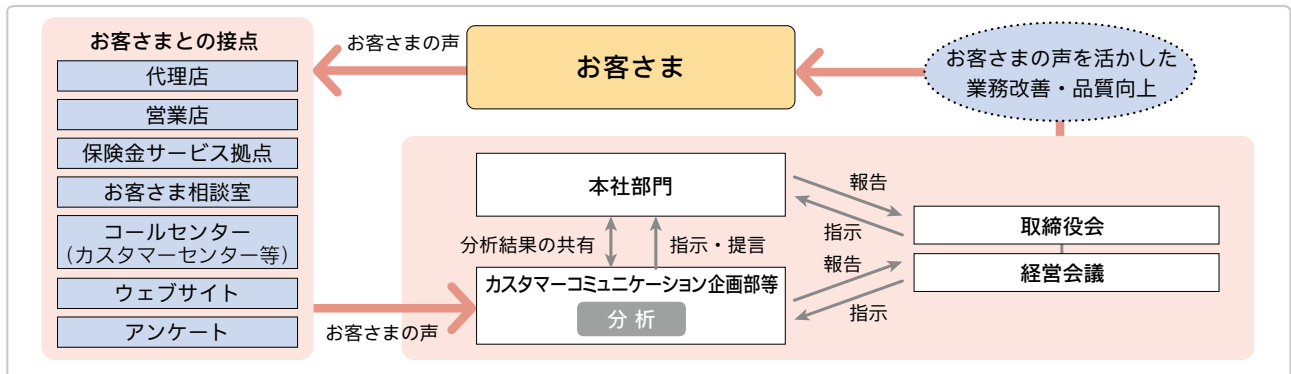 お客さまとの接点
代理店
営業店
保険金サービス拠点
お客さま相談室
コールセンター
(カスタマーセンター等)
ウェブサイト
アンケート
お客さまの声
お客さま
お客さまの声を活かした
業務改善・品質向上
本社部門
報告
指示
取締役会
経営会議
分析結果の共有
指示・提言
カスタマーコミュニケーション企画部等
分析
報告
指示
お客さまの声